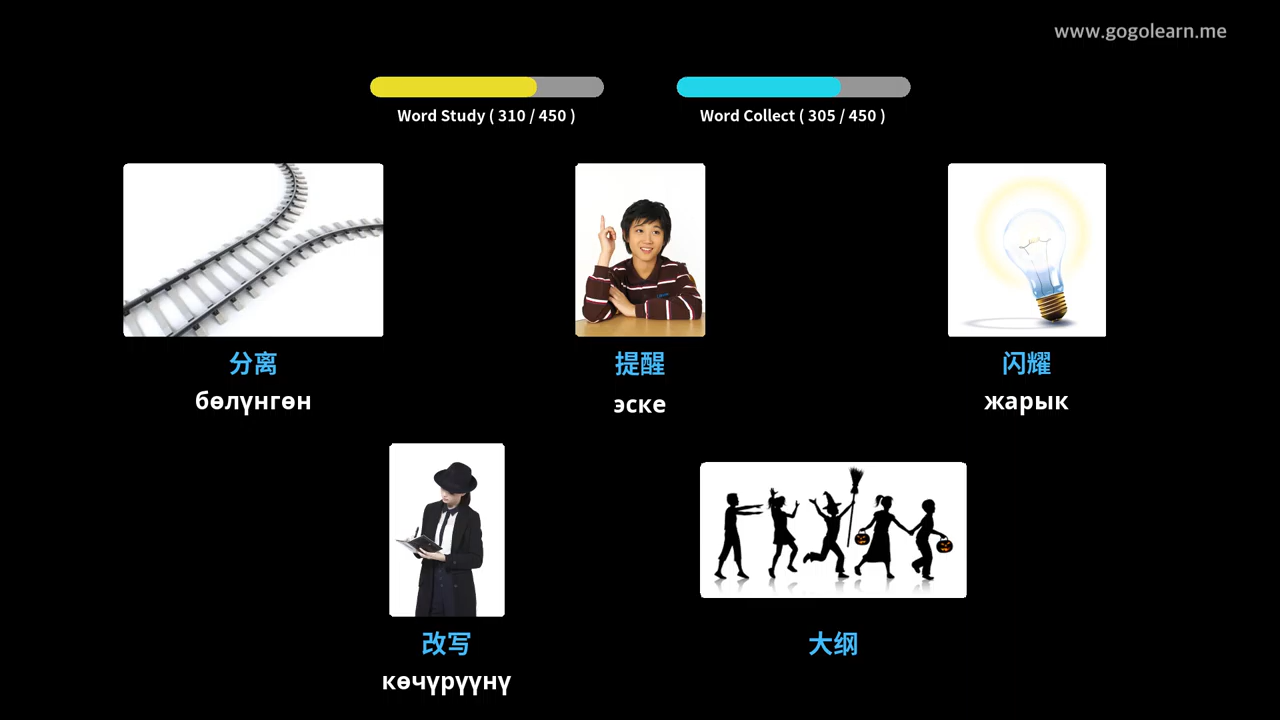 www.gogolearn.me
Word Study ( 310 / 450 )
Word Collect ( 305 / 450 )
分离
бөлүнгөн
提醒
эске
闪耀
жарык
改写
көчүрүүнү
大纲